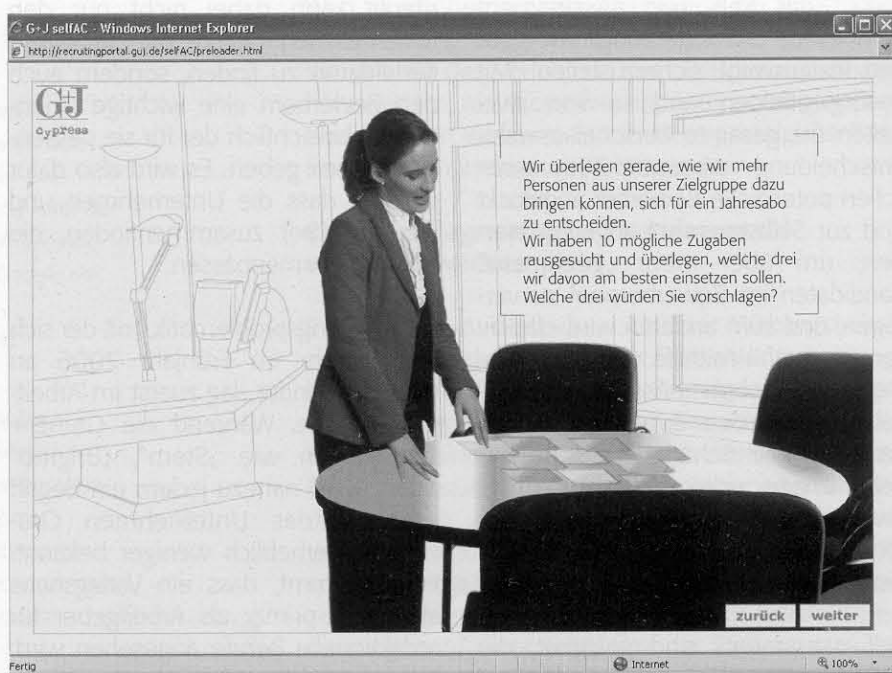 G+J selfAC - Windows Internet Explorer
http://recruitingportal.guj.de/selfAC/preloader.html
G+J
cypress
Wir überlegen gerade, wie wir mehr
Personen aus unserer Zielgruppe dazu
bringen können, sich für ein Jahresabo
zu entscheiden.
Wir haben 10 mögliche Zugaben
rausgesucht und überlegen, welche drei
wir davon am besten einsetzen sollen.
Welche drei würden Sie vorschlagen?
zurück weiter
Fertig Internet 100%